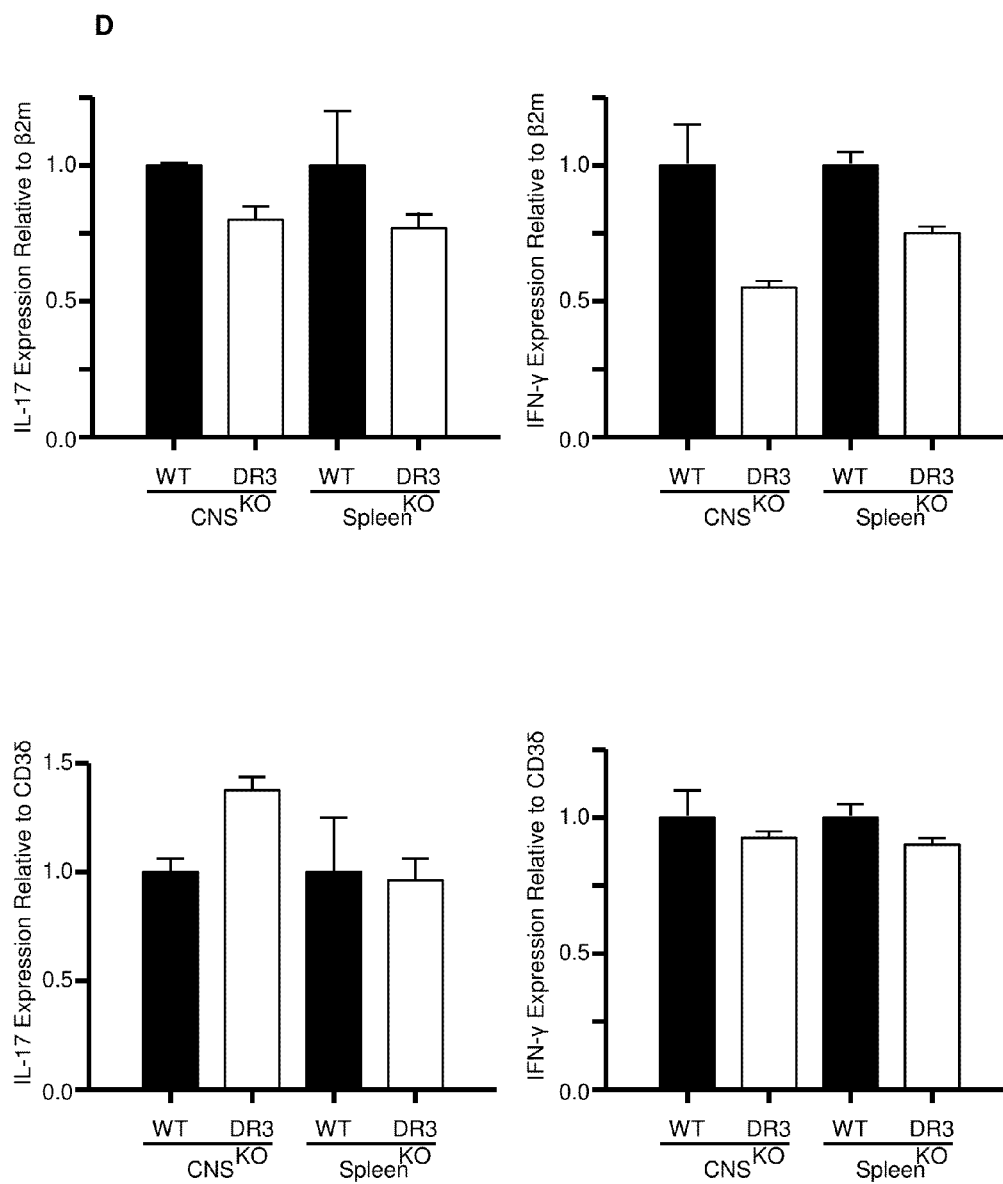 D
IL-17 Expression Relative to β2m
1.0
0.5
0.0
WT DR3 KO WT DR3 KO
CNS Spleen
IFN-γ Expression Relative to β2m
1.0
0.5
0.0
WT DR3 KO WT DR3 KO
CNS Spleen
IL-17 Expression Relative to CD3δ
1.5
1.0
0.5
0.0
WT DR3 KO WT DR3 KO
CNS Spleen
IFN-γ Expression Relative to CD3δ
1.0
0.5
0.0
WT DR3 KO WT DR3 KO
CNS Spleen